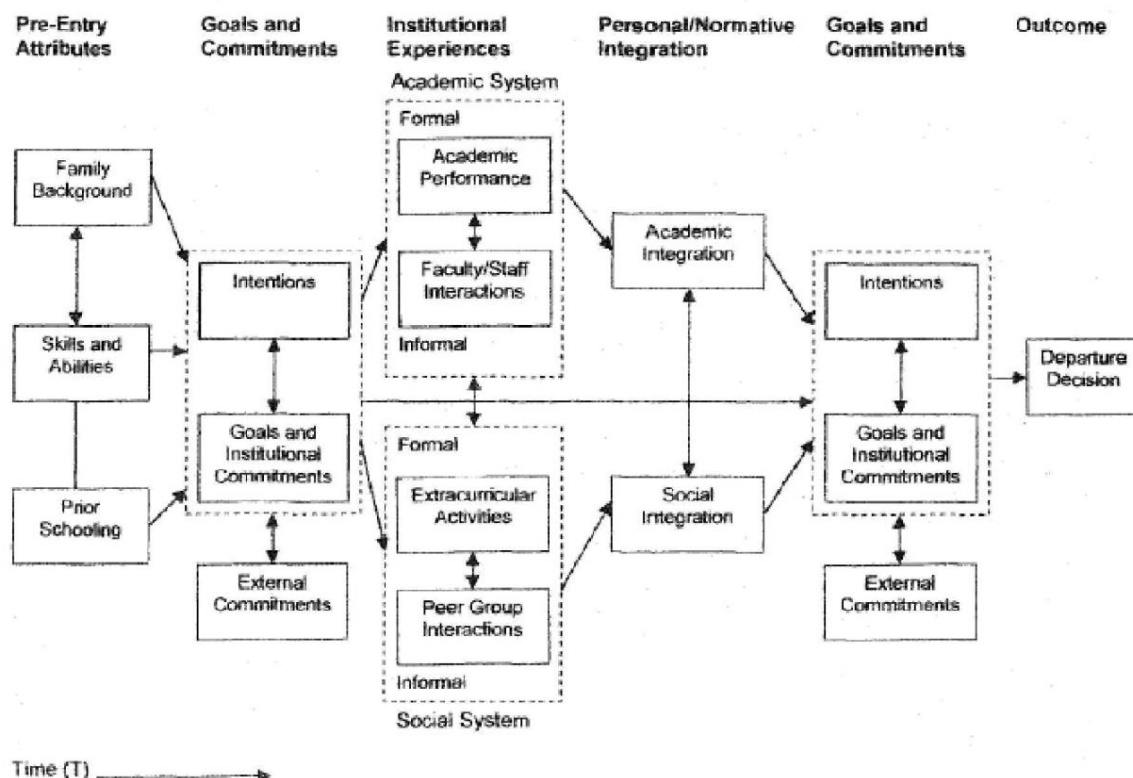 Pre-Entry
Attributes
Goals and
Commitments
Institutional
Experiences
Personal/Normative
Integration
Goals and
Commitments
Outcome
Academic System
Formal
Academic
Performance
Faculty/Staff
Interactions
Informal
Family
Background
Skills and
Abilities
Prior
Schooling
Intentions
Goals and
Institutional
Commitments
External
Commitments
Formal
Extracurricular
Activities
Peer Group
Interactions
Informal
Social System
Academic
Integration
Social
Integration
Intentions
Goals and
Institutional
Commitments
External
Commitments
Departure
Decision
Time (T)